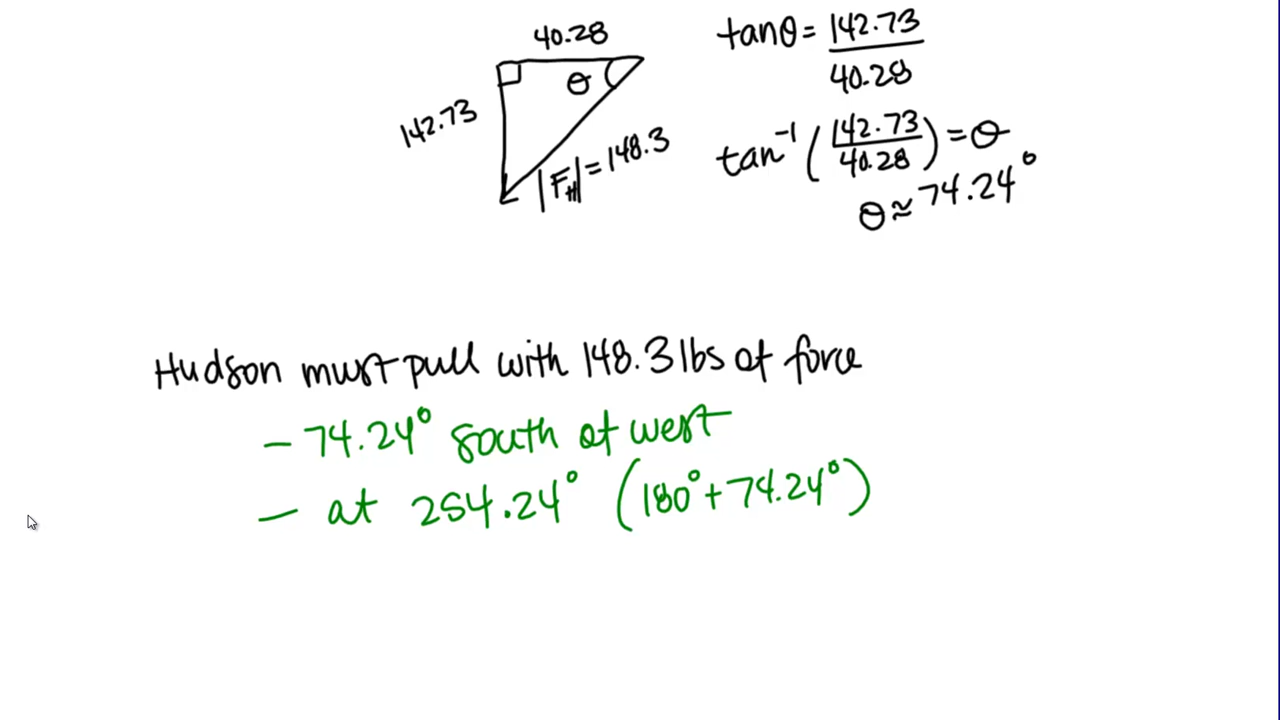 40.28
θ
142.73
|F_H| = 148.3
tanθ = 142.73/40.28
tan⁻¹(142.73/40.28) = θ
θ ≈ 74.24°
Hudson must pull with 148.3 lbs of force
- 74.24° south of west
- at 254.24° (180° + 74.24°)